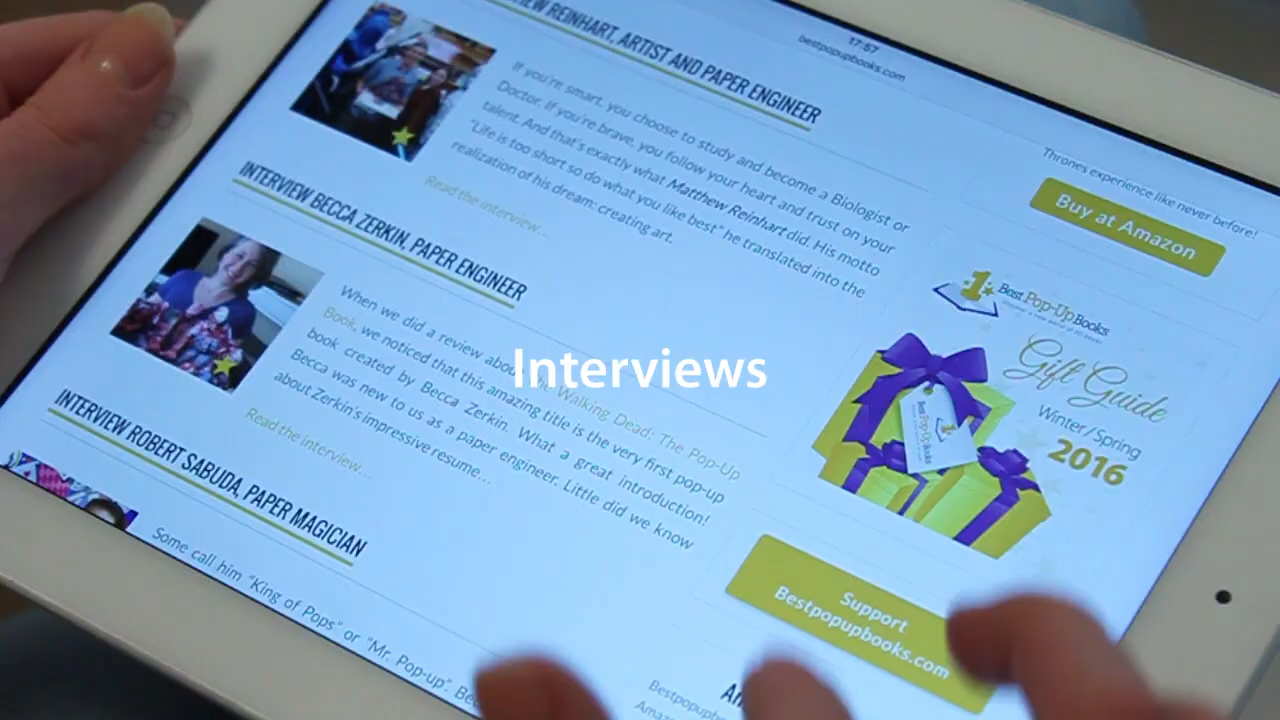 17:57
bestpopupbooks.com
REINHART, ARTIST AND PAPER ENGINEER
If you're smart, you choose to study and become a Biologist or
Doctor. If you're brave, you follow your heart and trust on your
talent. And that's exactly what Matthew Reinhart did. His motto
"Life is too short so do what you like best" he translated into the
realization of his dream: creating art.
Read the interview...
INTERVIEW BECCA ZERKIN, PAPER ENGINEER
When we did a review about The Walking Dead: The Pop-Up
Book, we noticed that this amazing title is the very first pop-up
book created by Becca Zerkin. What a great introduction!
Becca was new to us as a paper engineer. Little did we know
about Zerkin's impressive resume...
Read the interview...
INTERVIEW ROBERT SABUDA, PAPER MAGICIAN
Some call him "King of Pops" or "Mr. Pop-up".
Interviews
Thrones experience like never before!
Buy at Amazon
1
Best Pop-Up Books
Gift Guide
Winter/Spring
2016
Best Pop-Up Books
Support
Bestpopupbooks.com